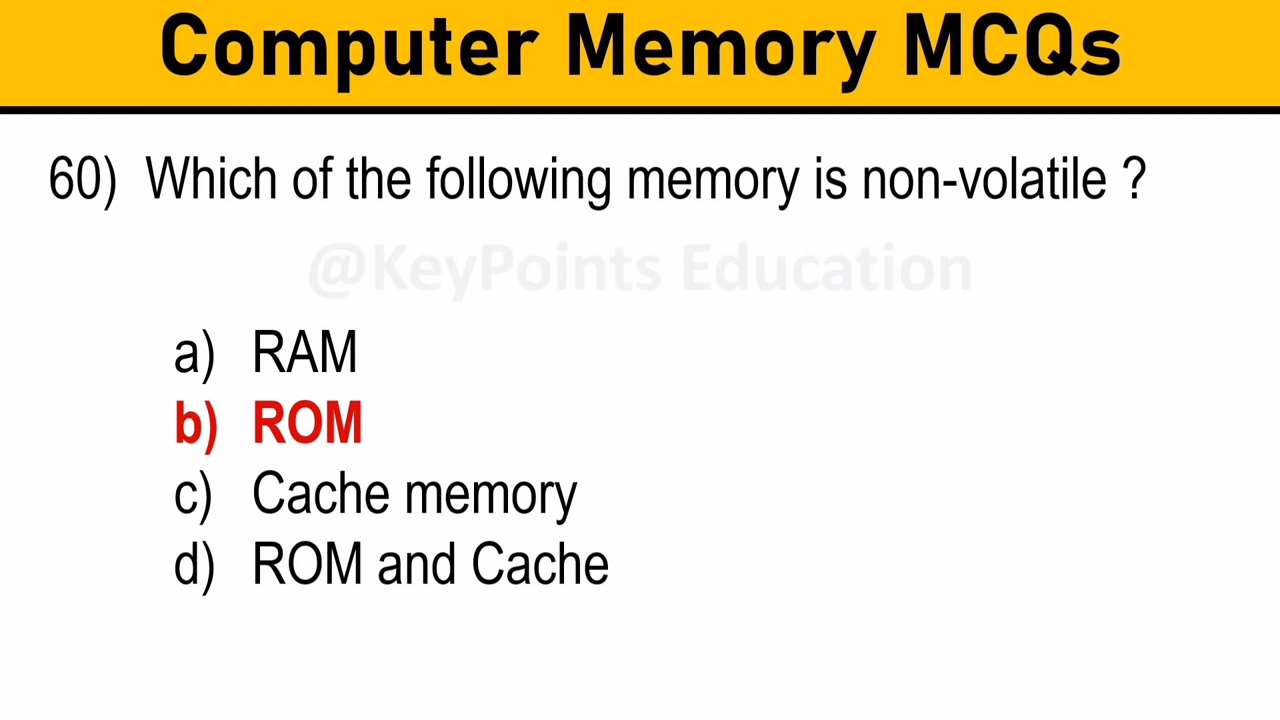 Computer Memory MCQs
60) Which of the following memory is non-volatile ?
@KeyPoints Education
a) RAM
b) ROM
c) Cache memory
d) ROM and Cache